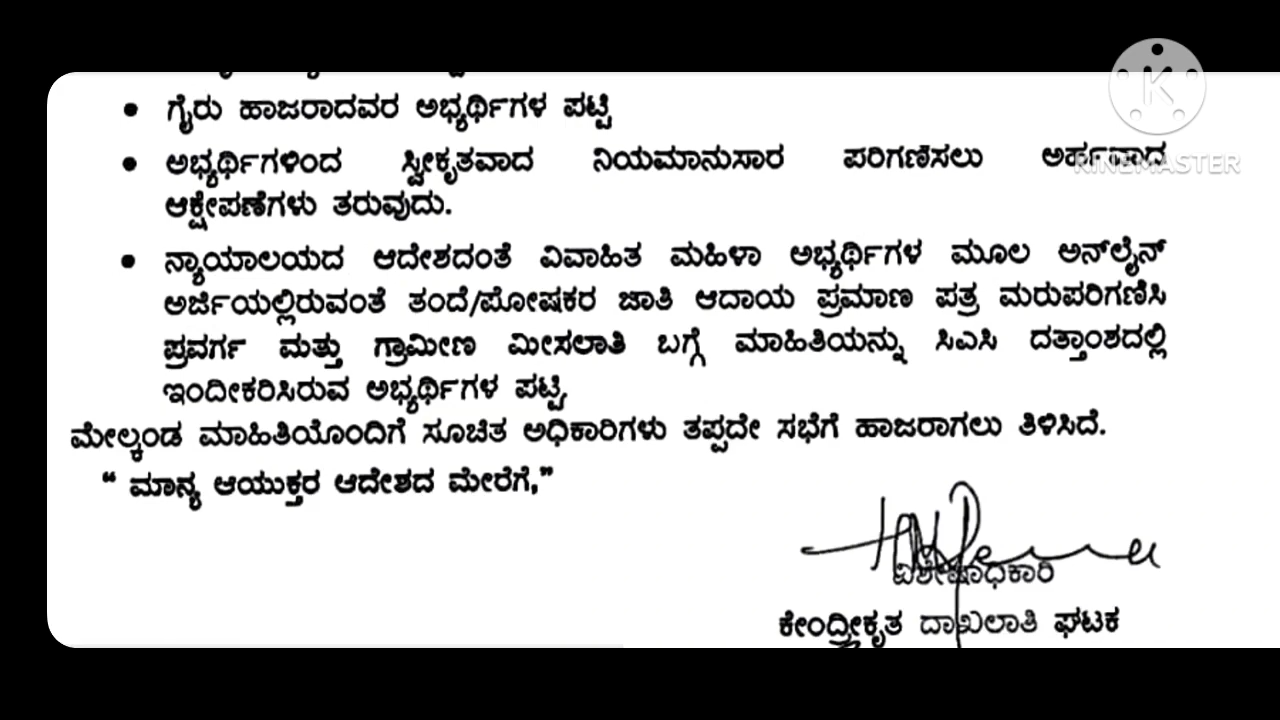 • ಗೈರು ಹಾಜರಾದವರ ಅಭ್ಯರ್ಥಿಗಳ ಪಟ್ಟಿ
• ಅಭ್ಯರ್ಥಿಗಳಿಂದ ಸ್ವೀಕೃತವಾದ ನಿಯಮಾನುಸಾರ ಪರಿಗಣಿಸಲು ಅರ್ಹವಾದ
ಆಕ್ಷೇಪಣೆಗಳು ತರುವುದು.
• ನ್ಯಾಯಾಲಯದ ಆದೇಶದಂತೆ ವಿವಾಹಿತ ಮಹಿಳಾ ಅಭ್ಯರ್ಥಿಗಳ ಮೂಲ ಅನ್‌ಲೈನ್
ಅರ್ಜಿಯಲ್ಲಿರುವಂತೆ ತಂದೆ/ಪೋಷಕರ ಜಾತಿ ಆದಾಯ ಪ್ರಮಾಣ ಪತ್ರ ಮರುಪರಿಗಣಿಸಿ
ಪ್ರವರ್ಗ ಮತ್ತು ಗ್ರಾಮೀಣ ಮೀಸಲಾತಿ ಬಗ್ಗೆ ಮಾಹಿತಿಯನ್ನು ಸಿಎಸಿ ದತ್ತಾಂಶದಲ್ಲಿ
ಇಂದೀಕರಿಸಿರುವ ಅಭ್ಯರ್ಥಿಗಳ ಪಟ್ಟಿ
ಮೇಲ್ಕಂಡ ಮಾಹಿತಿಯೊಂದಿಗೆ ಸೂಚಿತ ಅಧಿಕಾರಿಗಳು ತಪ್ಪದೇ ಸಭೆಗೆ ಹಾಜರಾಗಲು ತಿಳಿಸಿದೆ.
“ ಮಾನ್ಯ ಆಯುಕ್ತರ ಆದೇಶದ ಮೇರೆಗೆ,”
ವಿಶೇಷಾಧಿಕಾರಿ
ಕೇಂದ್ರೀಕೃತ ದಾಖಲಾತಿ ಘಟಕ
KINEMASTER